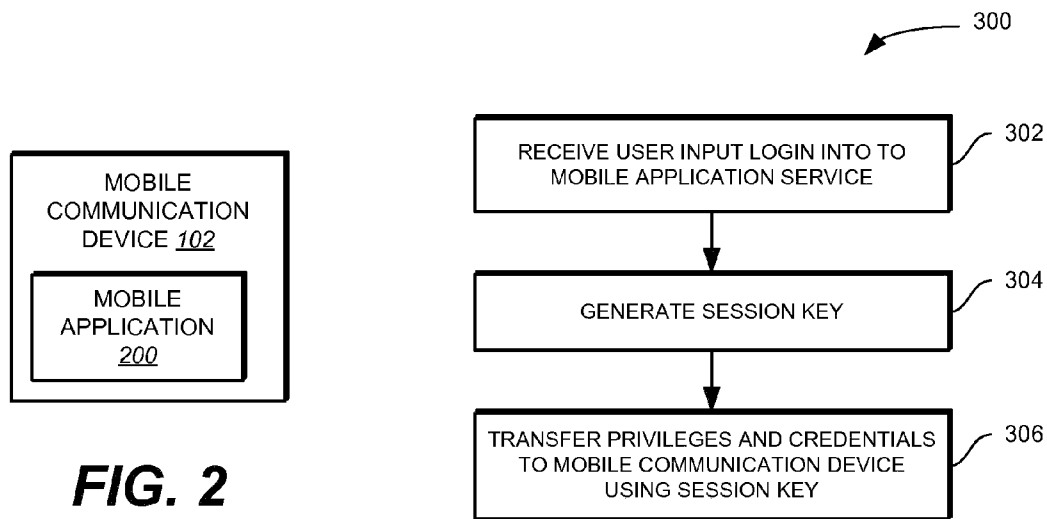 MOBILE
COMMUNICATION
DEVICE 102
MOBILE
APPLICATION
200
FIG. 2
300
RECEIVE USER INPUT LOGIN INTO TO
MOBILE APPLICATION SERVICE
302
GENERATE SESSION KEY
304
TRANSFER PRIVILEGES AND CREDENTIALS
TO MOBILE COMMUNICATION DEVICE
USING SESSION KEY
306